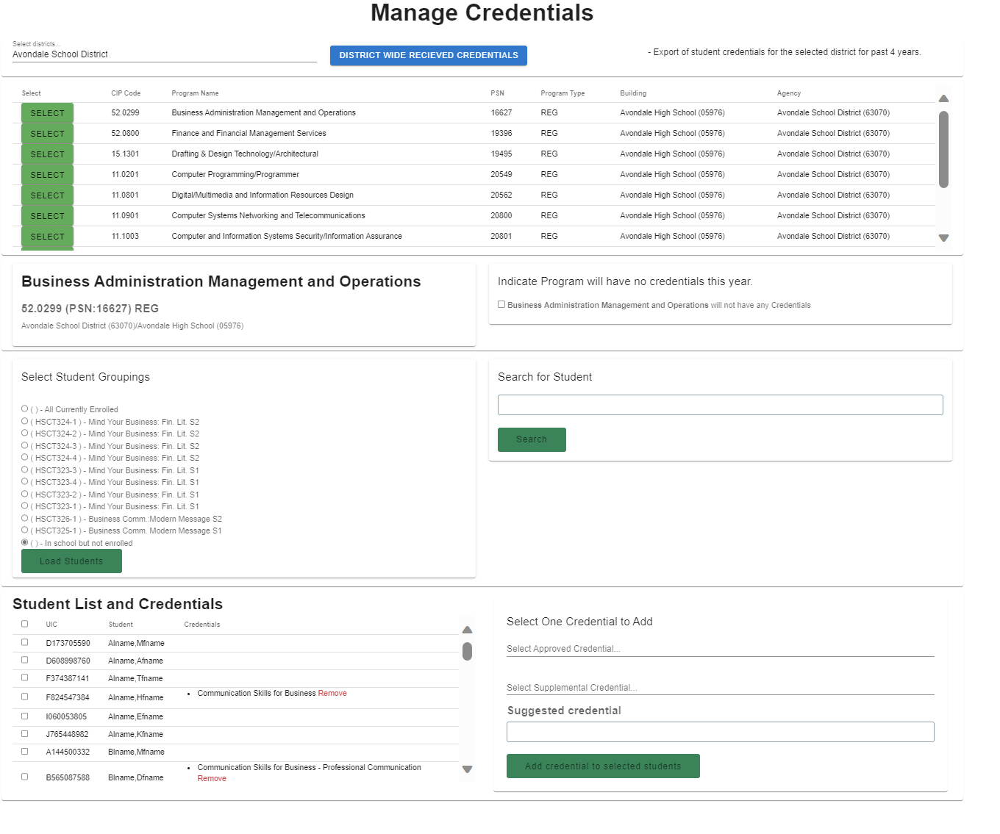 Manage Credentials
Select districts...
Avondale School District
DISTRICT WIDE RECIEVED CREDENTIALS
- Export of student credentials for the selected district for past 4 years.
Select CIP Code Program Name PSN Program Type Building Agency
SELECT 52.0299 Business Administration Management and Operations 16627 REG Avondale High School (05976) Avondale School District (63070)
SELECT 52.0800 Finance and Financial Management Services 19396 REG Avondale High School (05976) Avondale School District (63070)
SELECT 15.1301 Drafting & Design Technology/Architectural 19495 REG Avondale High School (05976) Avondale School District (63070)
SELECT 11.0201 Computer Programming/Programmer 20549 REG Avondale High School (05976) Avondale School District (63070)
SELECT 11.0801 Digital/Multimedia and Information Resources Design 20562 REG Avondale High School (05976) Avondale School District (63070)
SELECT 11.0901 Computer Systems Networking and Telecommunications 20800 REG Avondale High School (05976) Avondale School District (63070)
SELECT 11.1003 Computer and Information Systems Security/Information Assurance 20801 REG Avondale High School (05976) Avondale School District (63070)
Business Administration Management and Operations
52.0299 (PSN:16627) REG
Avondale School District (63070)/Avondale High School (05976)
Indicate Program will have no credentials this year.
Business Administration Management and Operations will not have any Credentials
Select Student Groupings
( ) - All Currently Enrolled
( HSCT324-1 ) - Mind Your Business: Fin. Lit. S2
( HSCT324-2 ) - Mind Your Business: Fin. Lit. S2
( HSCT324-3 ) - Mind Your Business: Fin. Lit. S2
( HSCT324-4 ) - Mind Your Business: Fin. Lit. S2
( HSCT323-3 ) - Mind Your Business: Fin. Lit. S1
( HSCT323-4 ) - Mind Your Business: Fin. Lit. S1
( HSCT323-2 ) - Mind Your Business: Fin. Lit. S1
( HSCT323-1 ) - Mind Your Business: Fin. Lit. S1
( HSCT326-1 ) - Business Comm.:Modern Message S2
( HSCT325-1 ) - Business Comm. Modern Message S1
( ) - In school but not enrolled
Load Students
Search for Student
Search
Student List and Credentials
UIC Student Credentials
D173705590 Alname,Mfname
D608998760 Alname,Afname
F374387141 Alname,Tfname
F824547384 Alname,Hfname • Communication Skills for Business Remove
I060053805 Alname,Efname
J765448982 Alname,Kfname
A144500332 Blname,Mfname
B565087588 Blname,Dfname • Communication Skills for Business - Professional Communication
Remove
Select One Credential to Add
Select Approved Credential...
Select Supplemental Credential...
Suggested credential
Add credential to selected students